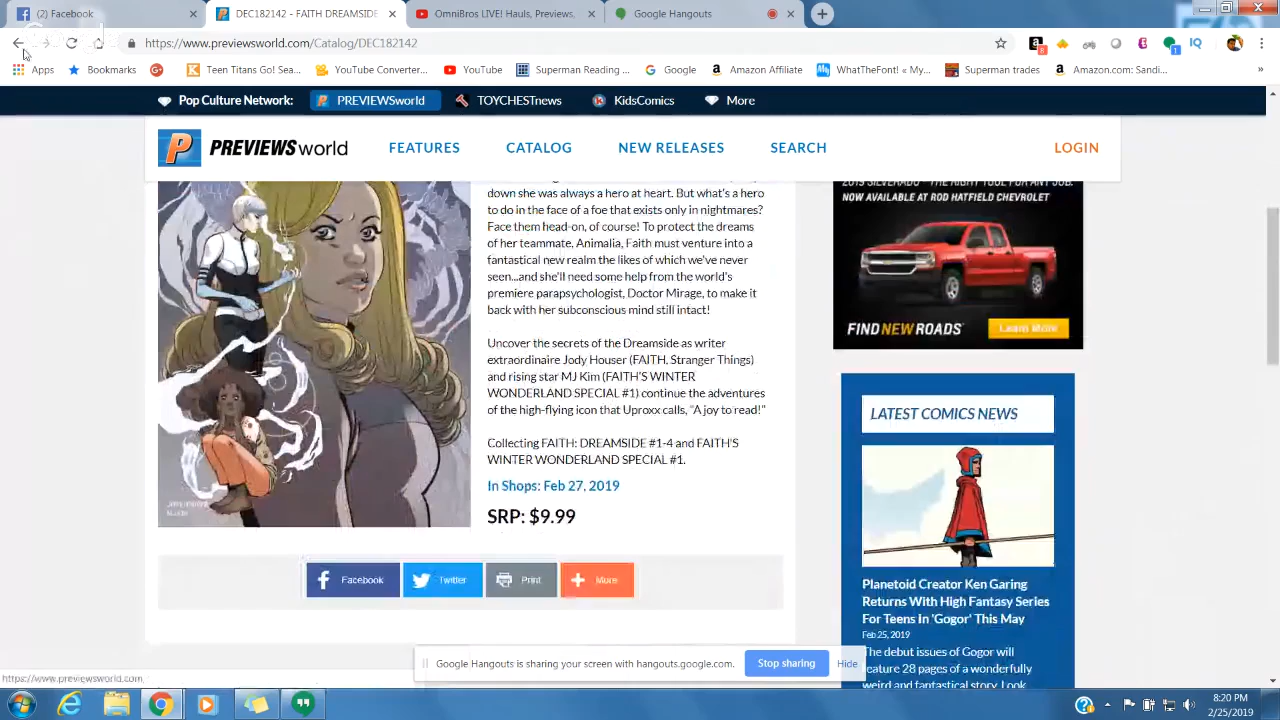 (2) Facebook
DEC182142 - FAITH DREAMSIDE
OmniBros LIVE! Hauls, Previews,
Google Hangouts
https://www.previewsworld.com/Catalog/DEC182142
Apps
Bookmarks
Teen Titans Go! Sea...
YouTube Converter...
YouTube
Superman Reading ...
Google
Amazon Affiliate
WhatTheFont! « My...
Superman trades
Amazon.com: Sandi...
»
Pop Culture Network:
PREVIEWSworld
TOYCHESTnews
KidsComics
More
PREVIEWS world
FEATURES
CATALOG
NEW RELEASES
SEARCH
LOGIN
down she was always a hero at heart. But what's a hero
to do in the face of a foe that exists only in nightmares?
Face them head-on, of course! To protect the dreams
of her teammate, Animalia, Faith must venture into a
fantastical new realm the likes of which we've never
seen...and she'll need some help from the world's
premiere parapsychologist, Doctor Mirage, to make it
back with her subconscious mind still intact!
Uncover the secrets of the Dreamside as writer
extraordinaire Jody Houser (FAITH, Stranger Things)
and rising star MJ Kim (FAITH'S WINTER
WONDERLAND SPECIAL #1) continue the adventures
of the high-flying icon that Uproxx calls, "A joy to read!"
Collecting FAITH: DREAMSIDE #1-4 and FAITH'S
WINTER WONDERLAND SPECIAL #1.
In Shops: Feb 27, 2019
SRP: $9.99
Facebook
Twitter
Print
More
2019 SILVERADO - THE RIGHT TOOL FOR ANY JOB.
NOW AVAILABLE AT ROD HATFIELD CHEVROLET
FIND NEW ROADS
Learn More
LATEST COMICS NEWS
Planetoid Creator Ken Garing
Returns With High Fantasy Series
For Teens In 'Gogor' This May
Feb 25, 2019
The debut issues of Gogor will
feature 28 pages of a wonderfully
weird and fantastical story. Look
Google Hangouts is sharing your screen with hangouts.google.com.
Stop sharing
Hide
https://www.previewsworld.com
8:20 PM
2/25/2019